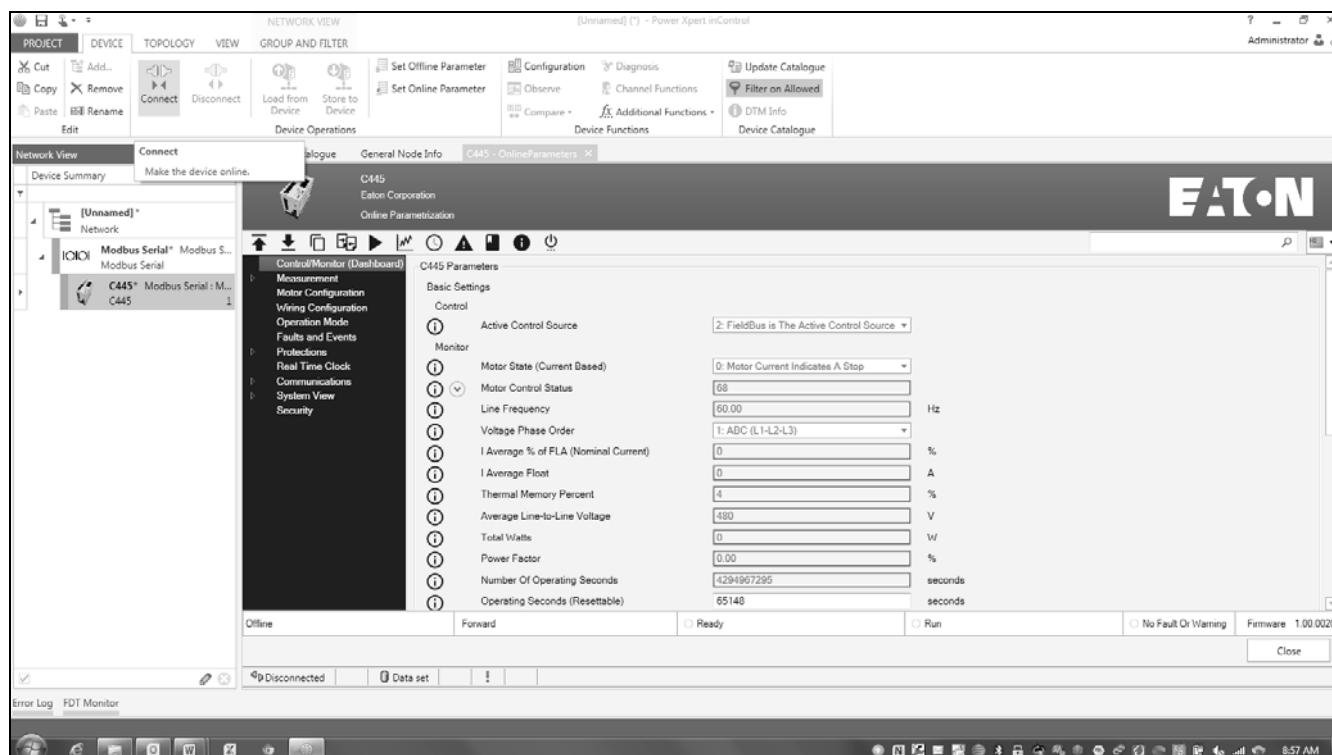 NETWORK VIEW
[Unnamed] (*) - Power Xpert inControl
?
PROJECT DEVICE TOPOLOGY VIEW GROUP AND FILTER
Administrator
Cut Add... Set Offline Parameter Configuration Diagnosis Update Catalogue
Copy Remove Connect Disconnect Load from Device Store to Device Set Online Parameter Observe Channel Functions Filter on Allowed
Paste Rename Compare fx Additional Functions DTM Info
Edit Device Operations Device Functions Device Catalogue
Network View Connect alogue General Node Info C445 - OnlineParameters
Device Summary Make the device online.
C445
Eaton Corporation
Online Parametrization
EATON
[Unnamed]*
Network
Modbus Serial* Modbus S...
Modbus Serial
C445* Modbus Serial : M...
C445 1
Control/Monitor (Dashboard)
Measurement
Motor Configuration
Wiring Configuration
Operation Mode
Faults and Events
Protections
Real Time Clock
Communications
System View
Security
C445 Parameters
Basic Settings
Control
Active Control Source 2: FieldBus is The Active Control Source
Monitor
Motor State (Current Based) 0: Motor Current Indicates A Stop
Motor Control Status 68
Line Frequency 60.00 Hz
Voltage Phase Order 1: ABC (L1-L2-L3)
I Average % of FLA (Nominal Current) 0 %
I Average Float 0 A
Thermal Memory Percent 4 %
Average Line-to-Line Voltage 480 V
Total Watts 0 W
Power Factor 0.00 %
Number Of Operating Seconds 4294967295 seconds
Operating Seconds (Resettable) 65148 seconds
Offline Forward Ready Run No Fault Or Warning Firmware 1.00.002
Close
Disconnected Data set !
Error Log FDT Monitor
8:57 AM